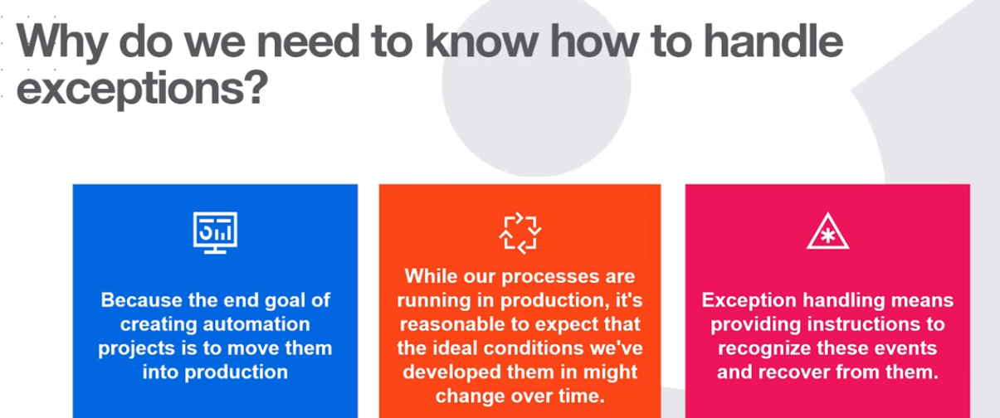 Why do we need to know how to handle
exceptions?
Because the end goal of
creating automation
projects is to move them
into production
While our processes are
running in production, it's
reasonable to expect that
the ideal conditions we've
developed them in might
change over time.
Exception handling means
providing instructions to
recognize these events
and recover from them.